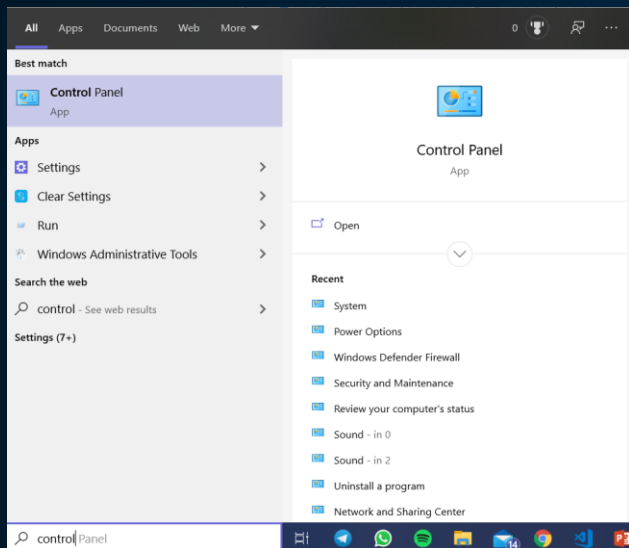 All Apps Documents Web More 0
Best match
Control Panel
App
Apps
Settings
Clear Settings
Run
Windows Administrative Tools
Search the web
control - See web results
Settings (7+)
Control Panel
App
Open
Recent
System
Power Options
Windows Defender Firewall
Security and Maintenance
Review your computer's status
Sound - in 0
Sound - in 2
Uninstall a program
Network and Sharing Center
control Panel
14